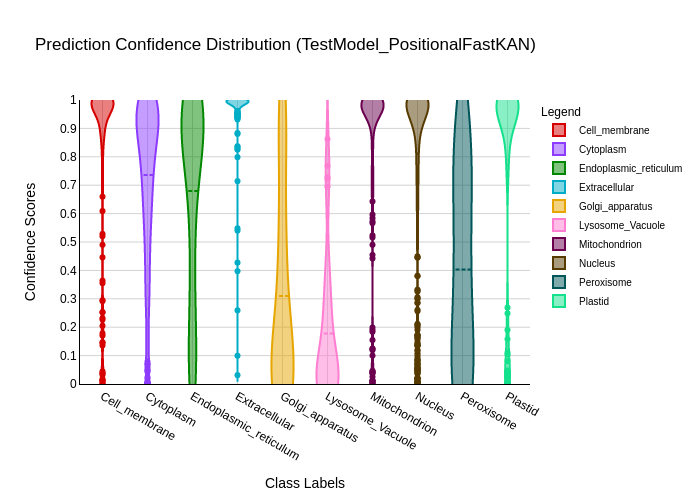 Prediction Confidence Distribution (TestModel_PositionalFastKAN)
Confidence Scores
1
0.9
0.8
0.7
0.6
0.5
0.4
0.3
0.2
0.1
0
Cell_membrane
Cytoplasm
Endoplasmic_reticulum
Extracellular
Golgi_apparatus
Lysosome_Vacuole
Mitochondrion
Nucleus
Peroxisome
Plastid
Class Labels
Legend
Cell_membrane
Cytoplasm
Endoplasmic_reticulum
Extracellular
Golgi_apparatus
Lysosome_Vacuole
Mitochondrion
Nucleus
Peroxisome
Plastid